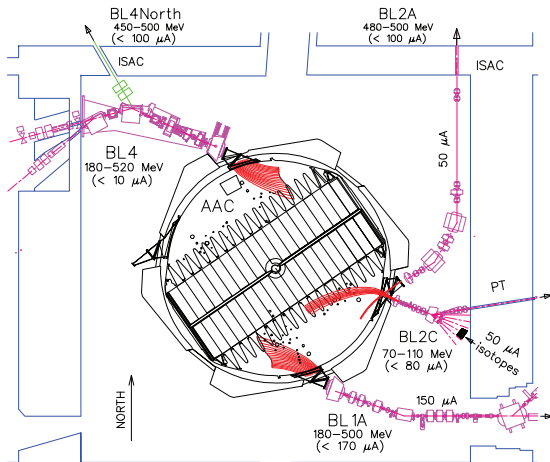 BL4North
450-500 MeV
(< 100 µA)
ISAC
BL2A
480-500 MeV
(< 100 µA)
ISAC
50 µA
BL4
180-520 MeV
(< 10 µA)
AAC
PT
BL2C
70-110 MeV
(< 80 µA)
50 µA
isotopes
NORTH
150 µA
BL1A
180-500 MeV
(< 170 µA)